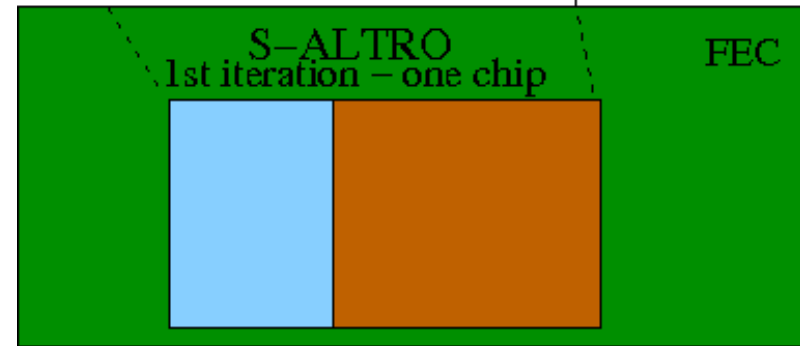 S–ALTRO
1st iteration – one chip
FEC